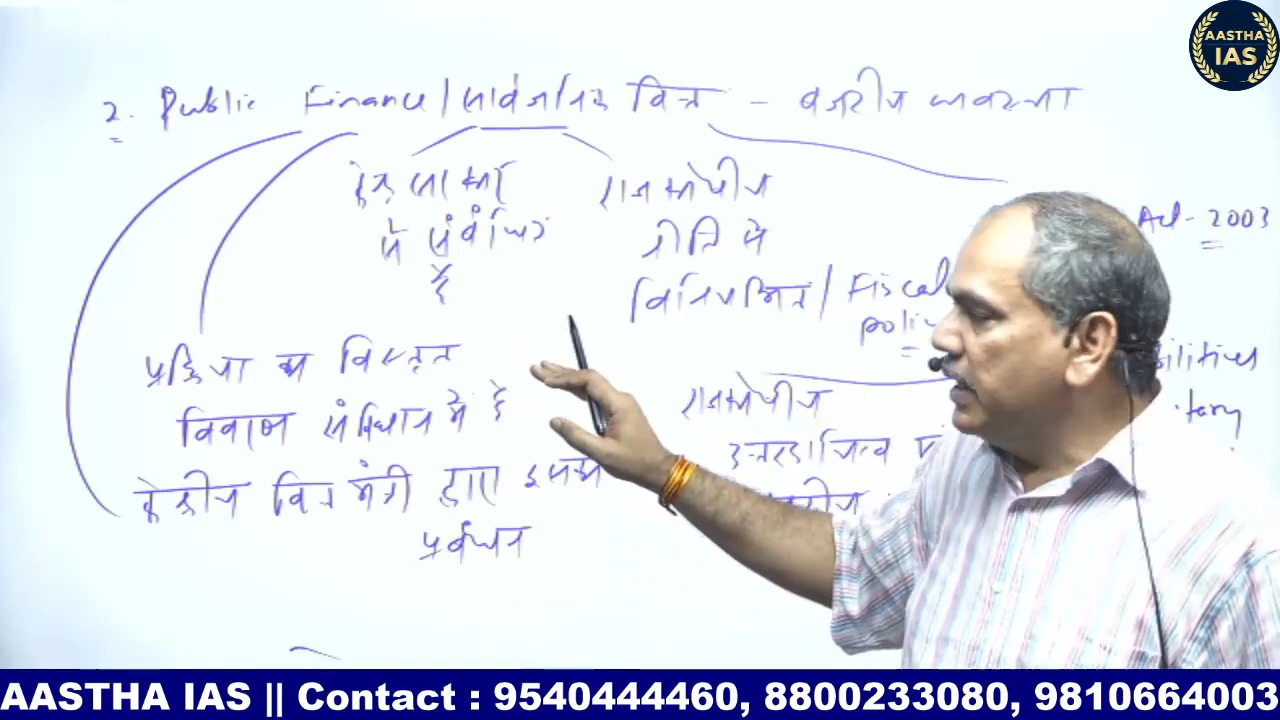 AASTHA
IAS
2. Public Finance/सार्वजनिक वित्त - बजटीय व्यवस्था
केंद्र सरकार
से संबंधित
है
राजकोषीय
नीति से
विनियमित / Fiscal
Act - 2003
प्रक्रिया का विस्तृत
विवरण संविधान में है
केंद्रीय वित्त मंत्री द्वारा इसका
प्रबंधन
राजकोषीय
उत्तरदायित्व
AASTHA IAS || Contact : 9540444460, 8800233080, 9810664003